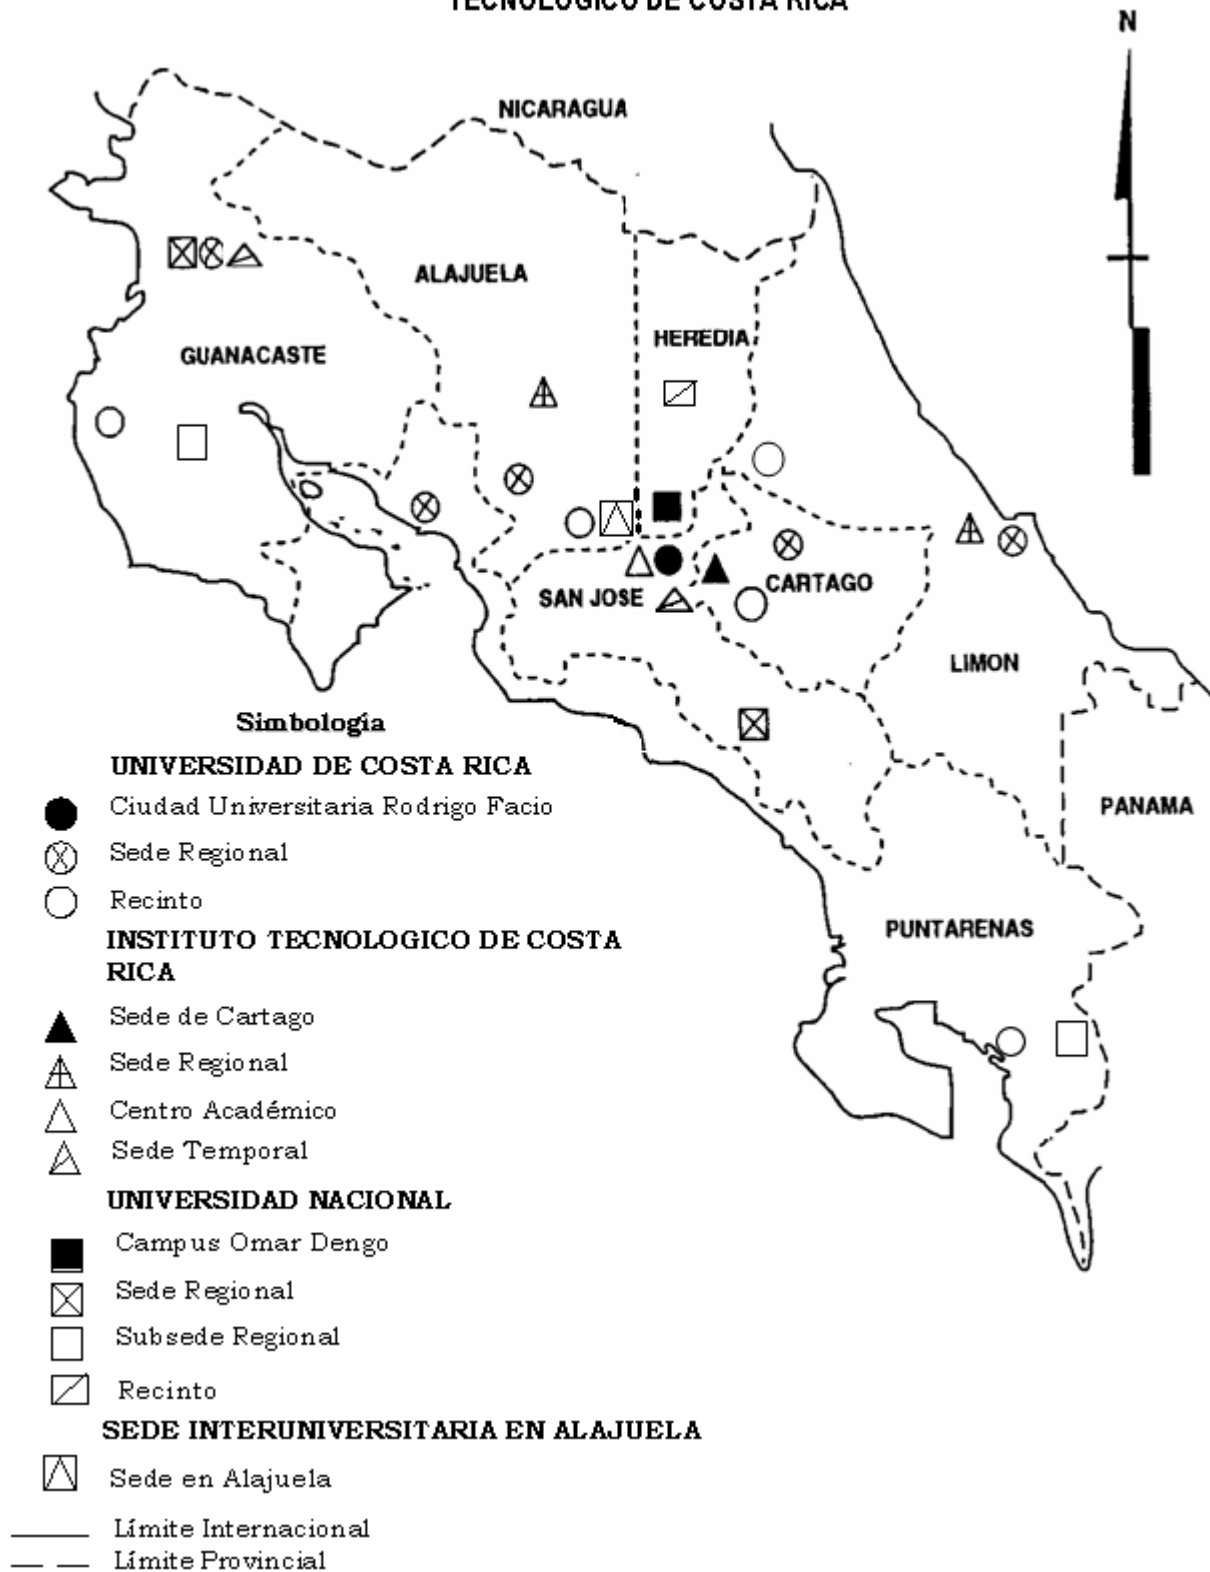 TECNOLOGICO DE COSTA RICA
N
NICARAGUA
ALAJUELA
HEREDIA
GUANACASTE
CARTAGO
SAN JOSE
LIMON
PANAMA
PUNTARENAS
Simbología
UNIVERSIDAD DE COSTA RICA
Ciudad Universitaria Rodrigo Facio
Sede Regional
Recinto
INSTITUTO TECNOLOGICO DE COSTA
RICA
Sede de Cartago
Sede Regional
Centro Académico
Sede Temporal
UNIVERSIDAD NACIONAL
Campus Omar Dengo
Sede Regional
Subsede Regional
Recinto
SEDE INTERUNIVERSITARIA EN ALAJUELA
Sede en Alajuela
Límite Internacional
Límite Provincial